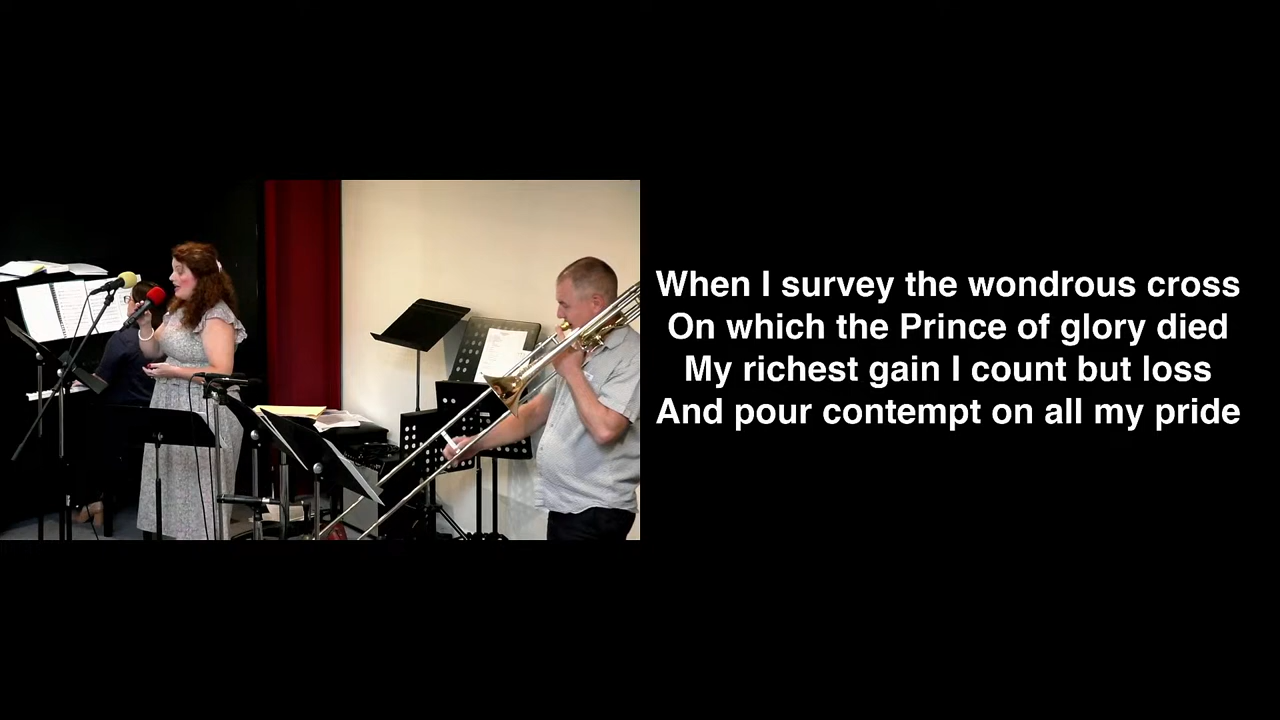 When I survey the wondrous cross
On which the Prince of glory died
My richest gain I count but loss
And pour contempt on all my pride